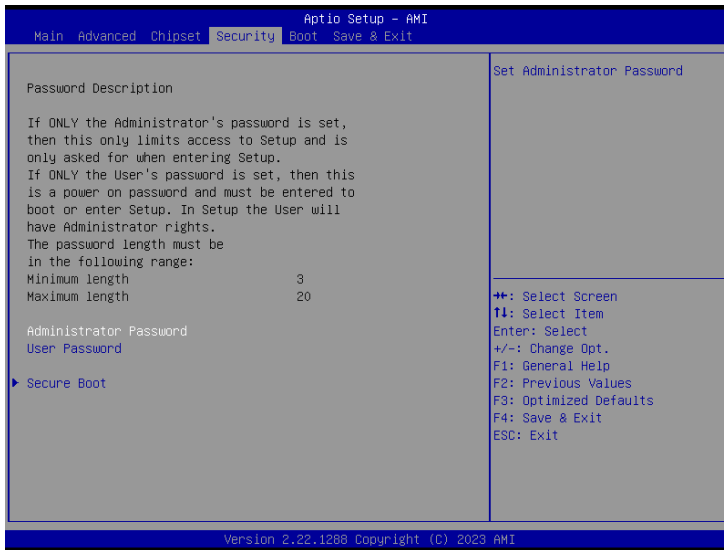 Aptio Setup - AMI
Main Advanced Chipset Security Boot Save & Exit
Password Description
If ONLY the Administrator's password is set,
then this only limits access to Setup and is
only asked for when entering Setup.
If ONLY the User's password is set, then this
is a power on password and must be entered to
boot or enter Setup. In Setup the User will
have Administrator rights.
The password length must be
in the following range:
Minimum length 3
Maximum length 20
Administrator Password
User Password
Secure Boot
Set Administrator Password
→←: Select Screen
↑↓: Select Item
Enter: Select
+/-: Change Opt.
F1: General Help
F2: Previous Values
F3: Optimized Defaults
F4: Save & Exit
ESC: Exit
Version 2.22.1288 Copyright (C) 2023 AMI